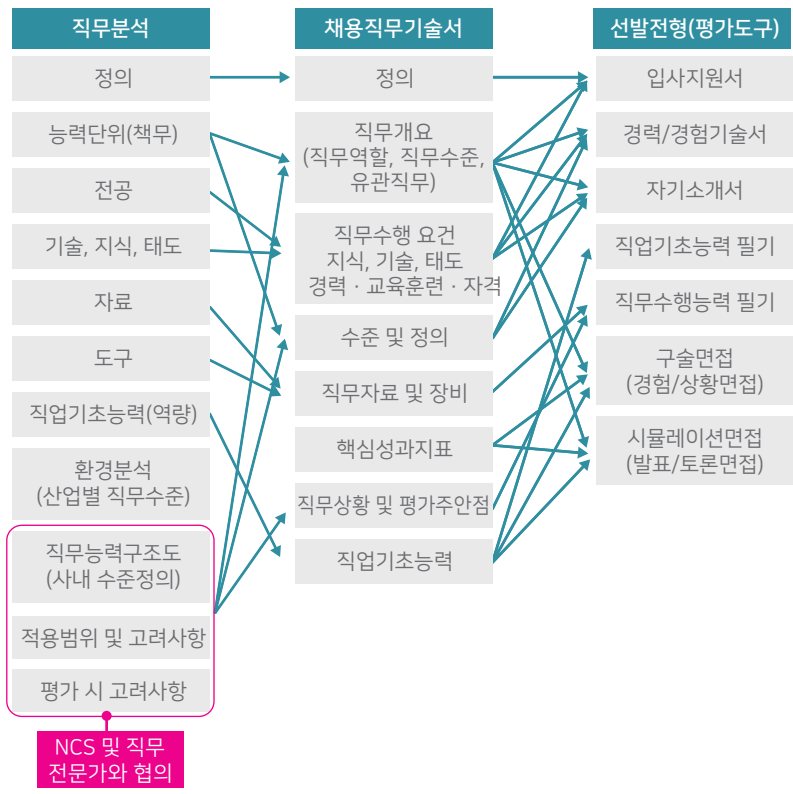 직무분석
정의
능력단위(책무)
전공
기술, 지식, 태도
자료
도구
직업기초능력(역량)
환경분석
(산업별 직무수준)
직무능력구조도
(사내 수준정의)
적용범위 및 고려사항
평가 시 고려사항
NCS 및 직무
전문가와 협의
채용직무기술서
정의
직무개요
(직무역할, 직무수준,
유관직무)
직무수행 요건
지식, 기술, 태도
경력 · 교육훈련 · 자격
수준 및 정의
직무자료 및 장비
핵심성과지표
직무상황 및 평가주안점
직업기초능력
선발전형(평가도구)
입사지원서
경력/경험기술서
자기소개서
직업기초능력 필기
직무수행능력 필기
구술면접
(경험/상황면접)
시뮬레이션면접
(발표/토론면접)